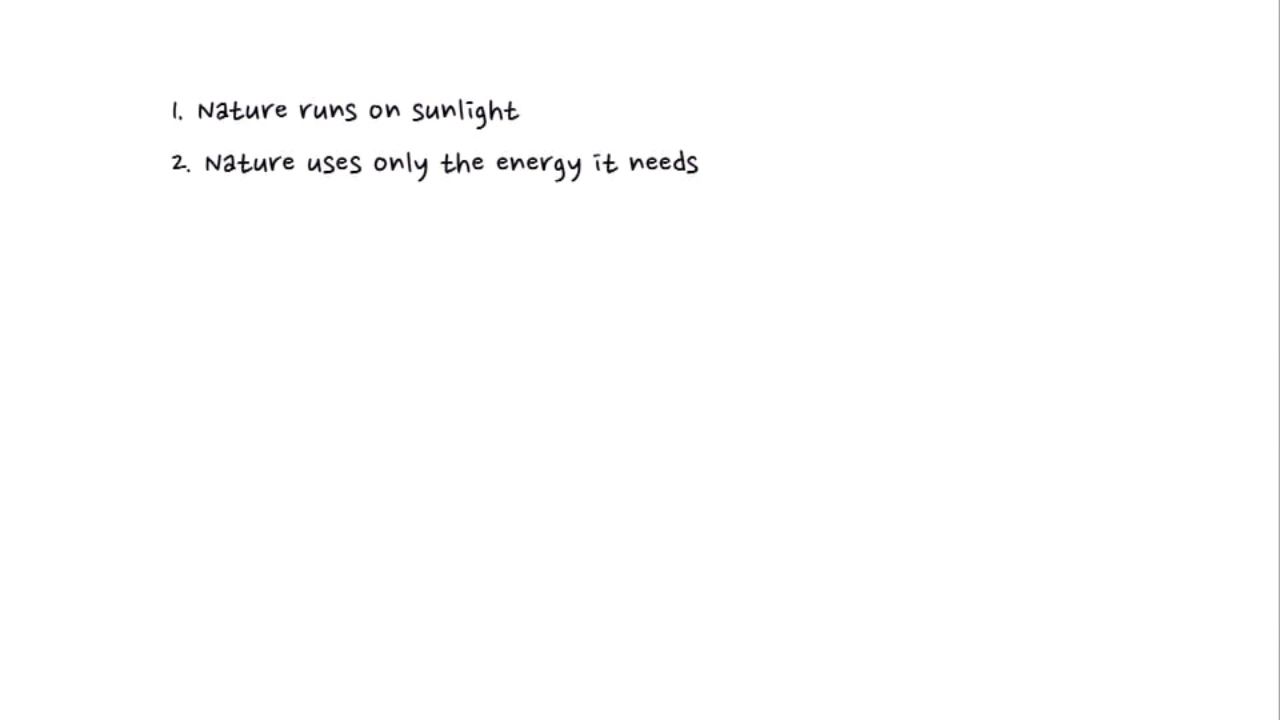 1. Nature runs on sunlight
2. Nature uses only the energy it needs